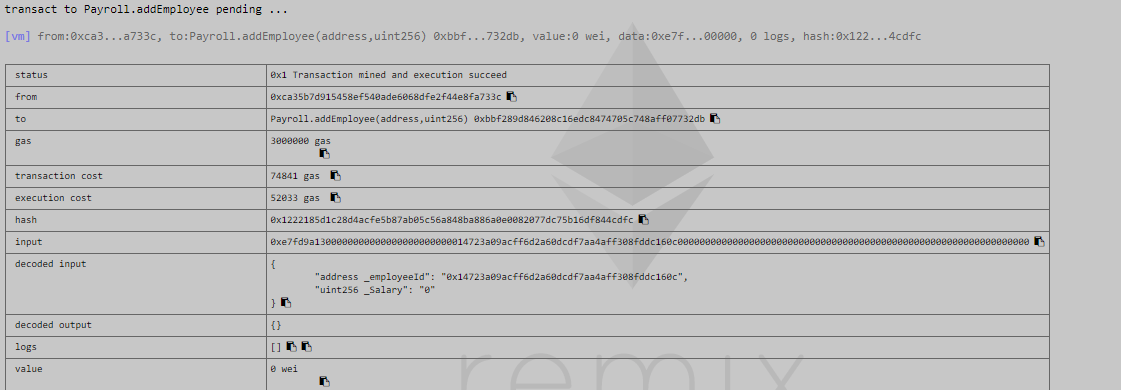 transact to Payroll.addEmployee pending ...
[vm] from:0xca3...a733c, to:Payroll.addEmployee(address,uint256) 0xbbf...732db, value:0 wei, data:0xe7f...00000, 0 logs, hash:0x122...4cdfc
status 0x1 Transaction mined and execution succeed
from 0xca35b7d915458ef540ade6068dfe2f44e8fa733c
to Payroll.addEmployee(address,uint256) 0xbbf289d846208c16edc8474705c748aff07732db
gas 3000000 gas
transaction cost 74841 gas
execution cost 52033 gas
hash 0x1222185d1c28d4acfe5b87ab05c56a848ba886a0e0082077dc75b16df844cdfc
input 0xe7fd9a1300000000000000000000000014723a09acff6d2a60dcdf7aa4aff308fddc160c0000000000000000000000000000000000000000000000000000000000000000
decoded input {
"address _employeeId": "0x14723a09acff6d2a60dcdf7aa4aff308fddc160c",
"uint256 _Salary": "0"
}
decoded output {}
logs []
value 0 wei
remix